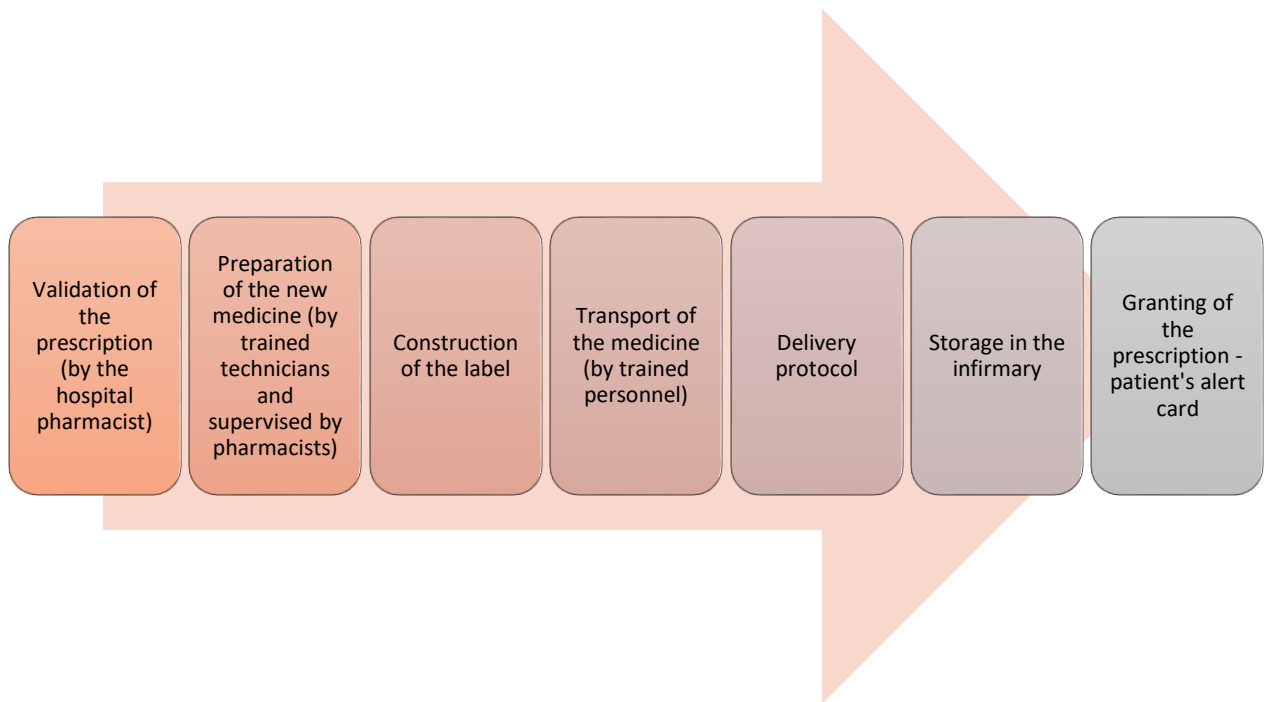 Validation of
the
prescription
(by the
hospital
pharmacist)
Preparation
of the new
medicine (by
trained
technicians
and
supervised by
pharmacists)
Construction
of the label
Transport of
the medicine
(by trained
personnel)
Delivery
protocol
Storage in the
infirmary
Granting of
the
prescription -
patient's alert
card